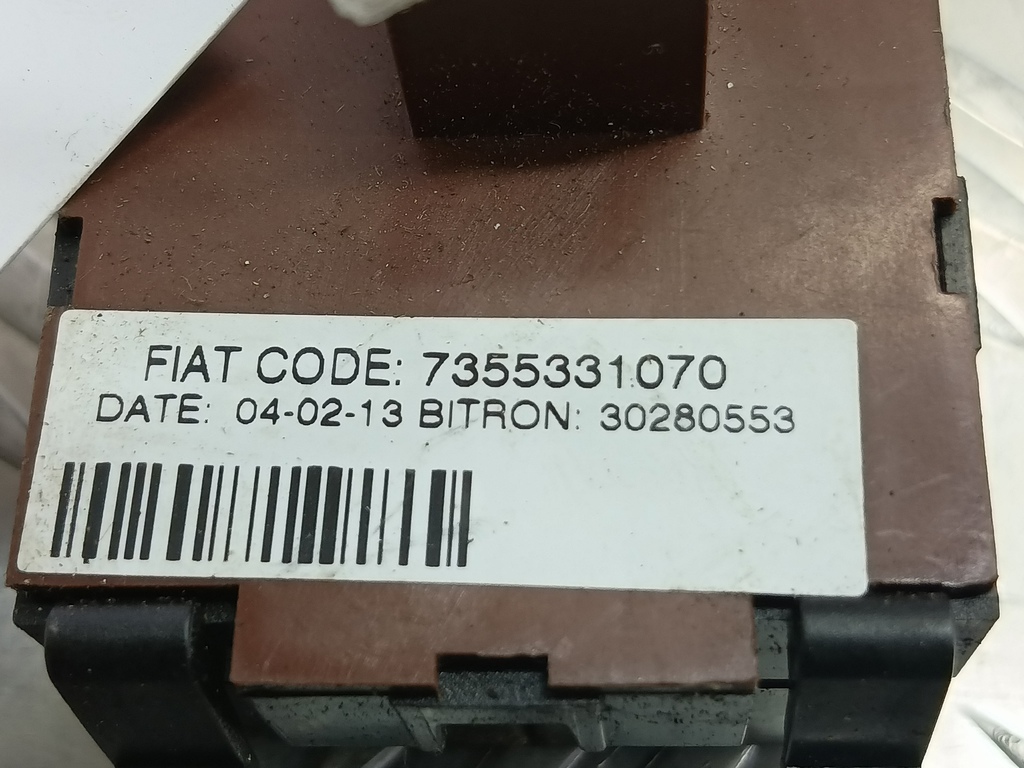 FIAT CODE: 7355331070
DATE: 04-02-13 BITRON: 30280553